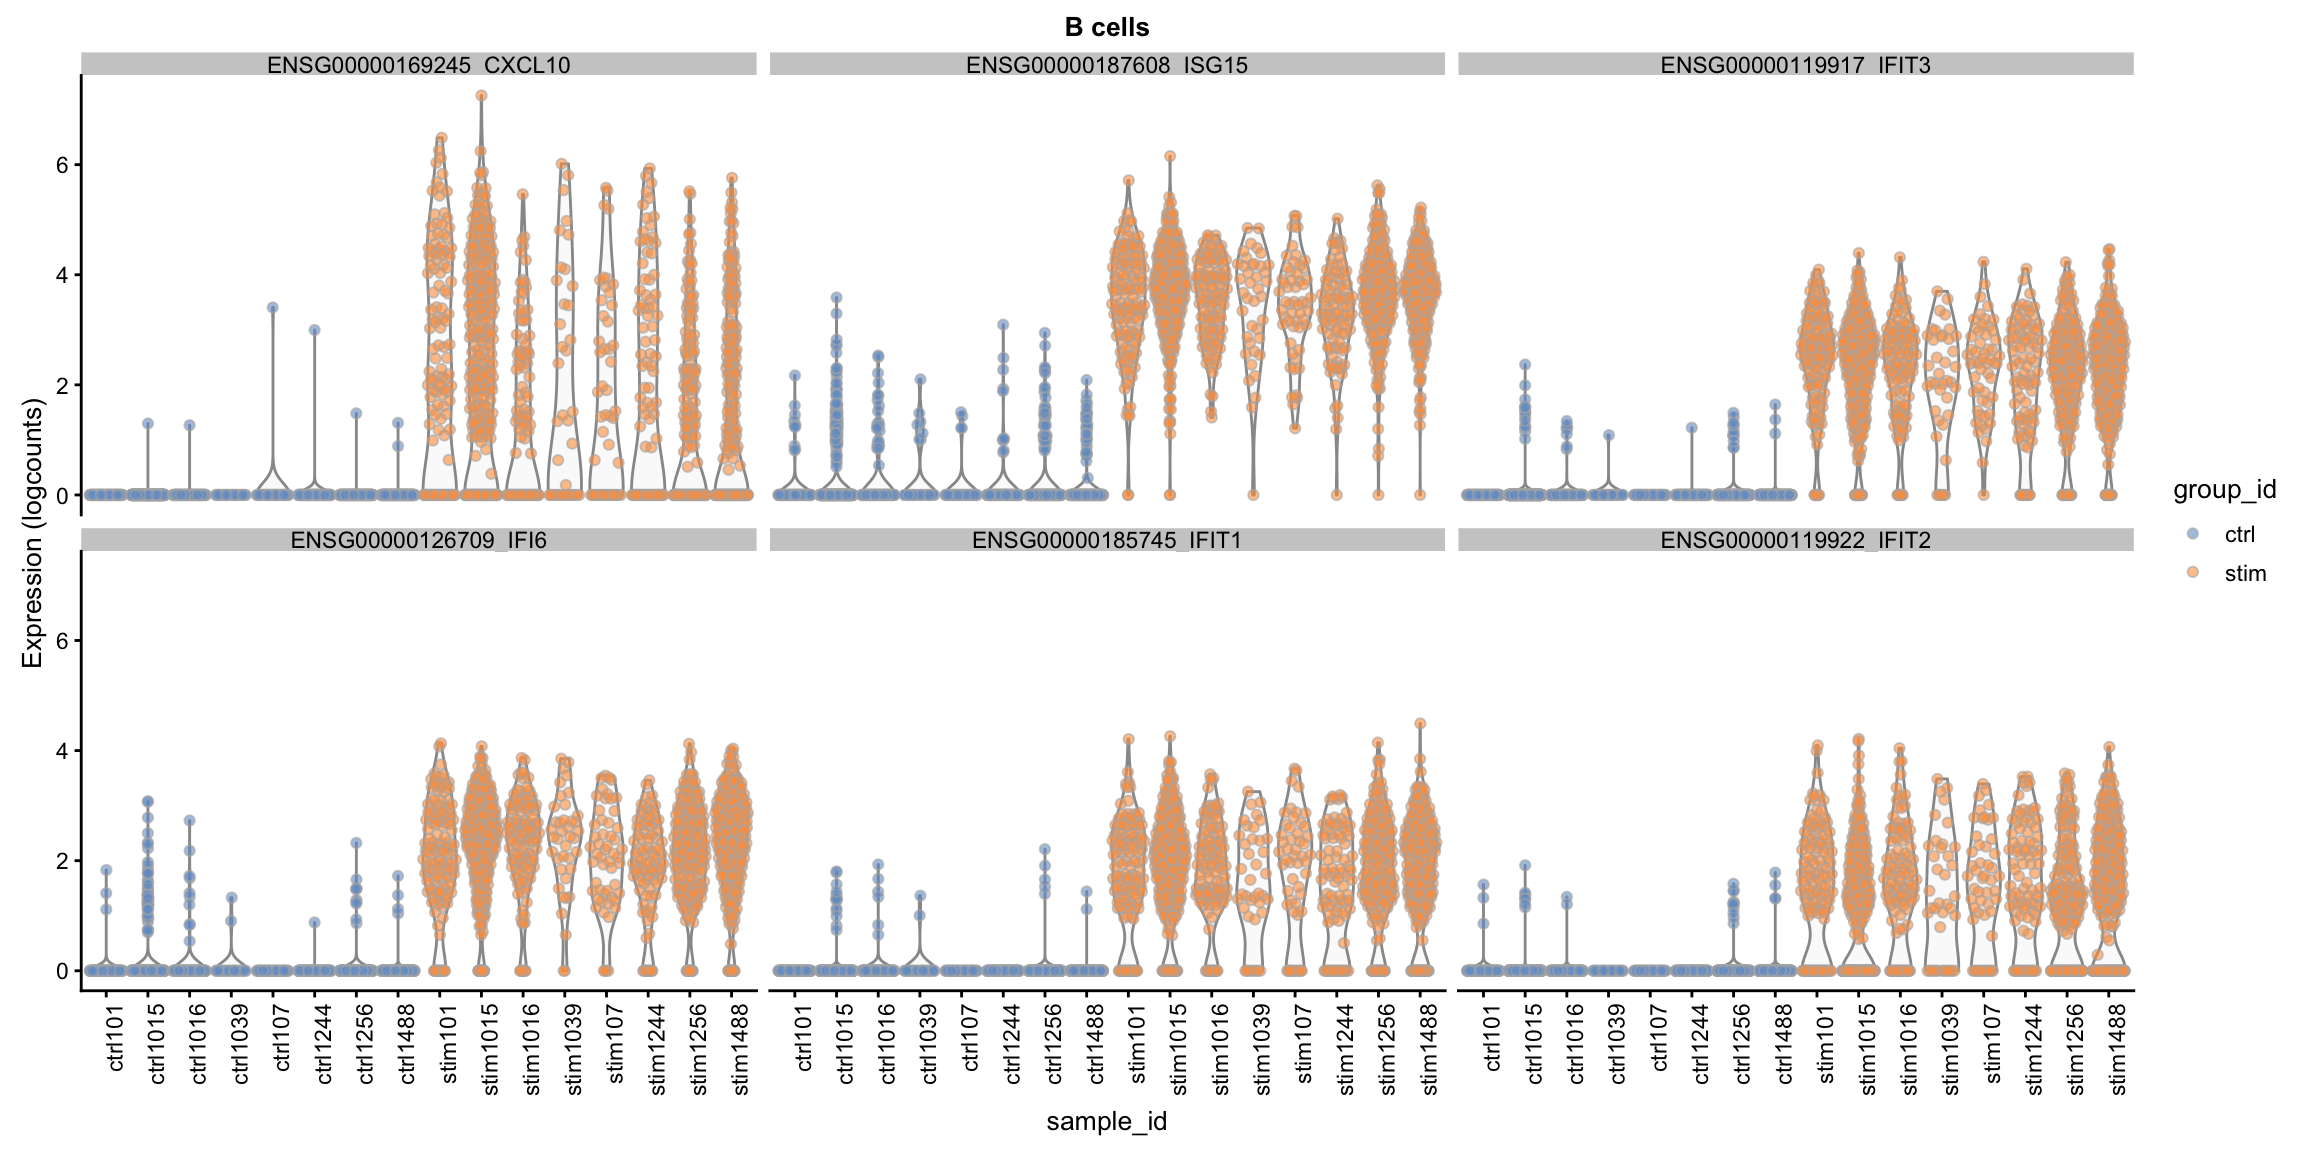 B cells
ENSG00000169245_CXCL10 ENSG00000187608_ISG15 ENSG00000119917_IFIT3
6
4
2
0
ENSG00000126709_IFI6 ENSG00000185745_IFIT1 ENSG00000119922_IFIT2
6
4
2
0
Expression (logcounts)
ctrl101 ctrl1015 ctrl1016 ctrl1039 ctrl107 ctrl1244 ctrl1256 ctrl1488 stim101 stim1015 stim1016 stim1039 stim107 stim1244 stim1256 stim1488
ctrl101 ctrl1015 ctrl1016 ctrl1039 ctrl107 ctrl1244 ctrl1256 ctrl1488 stim101 stim1015 stim1016 stim1039 stim107 stim1244 stim1256 stim1488
ctrl101 ctrl1015 ctrl1016 ctrl1039 ctrl107 ctrl1244 ctrl1256 ctrl1488 stim101 stim1015 stim1016 stim1039 stim107 stim1244 stim1256 stim1488
sample_id
group_id
ctrl
stim